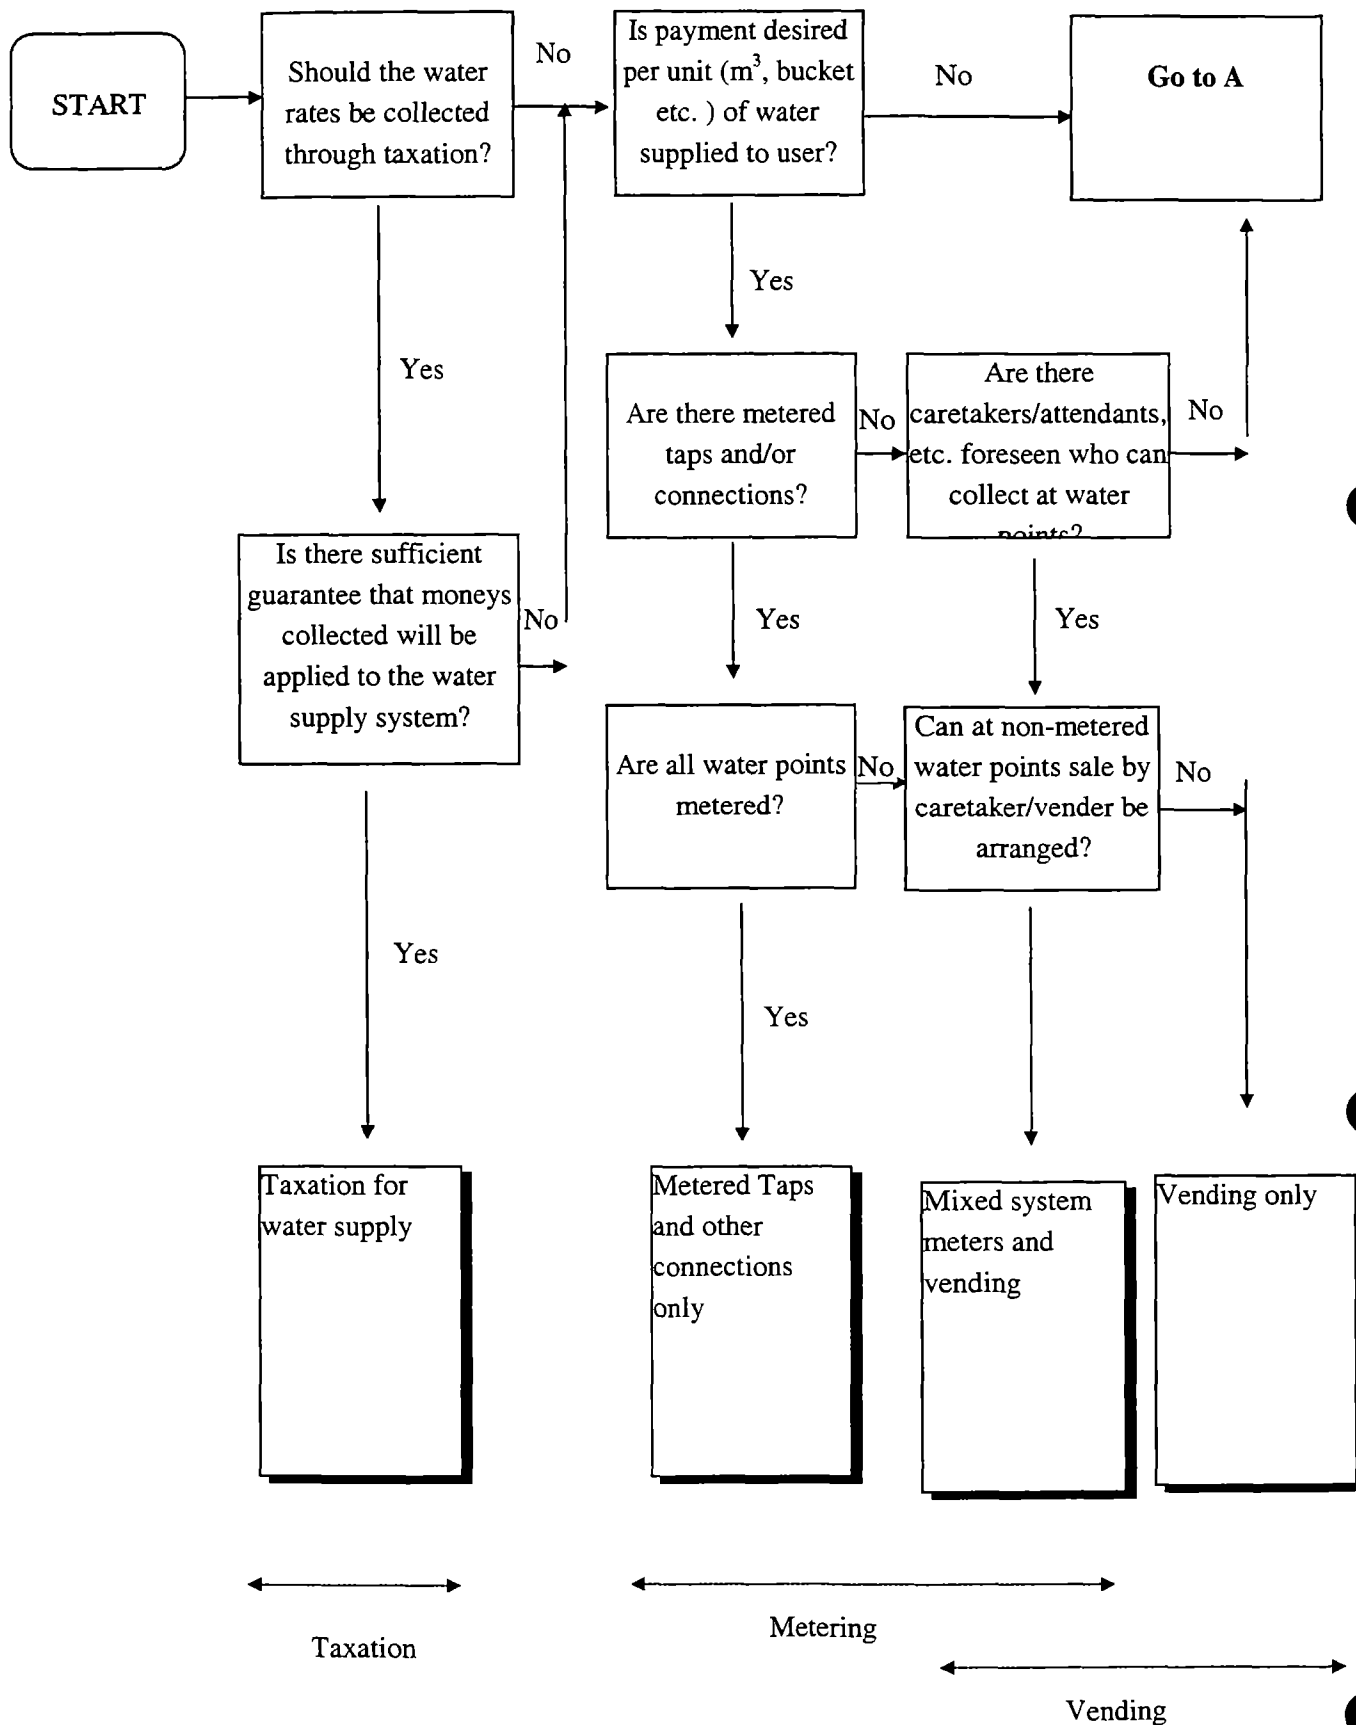 START
Should the water
rates be collected
through taxation?
No
Is payment desired
per unit (m³, bucket
etc. ) of water
supplied to user?
No
Go to A
Yes
Yes
Are there metered
taps and/or
connections?
No
Are there
caretakers/attendants,
etc. foreseen who can
collect at water
points?
No
Is there sufficient
guarantee that moneys
collected will be
applied to the water
supply system?
No
Yes
Yes
Are all water points
metered?
No
Can at non-metered
water points sale by
caretaker/vender be
arranged?
No
Yes
Yes
Taxation for
water supply
Metered Taps
and other
connections
only
Mixed system
meters and
vending
Vending only
Taxation
Metering
Vending